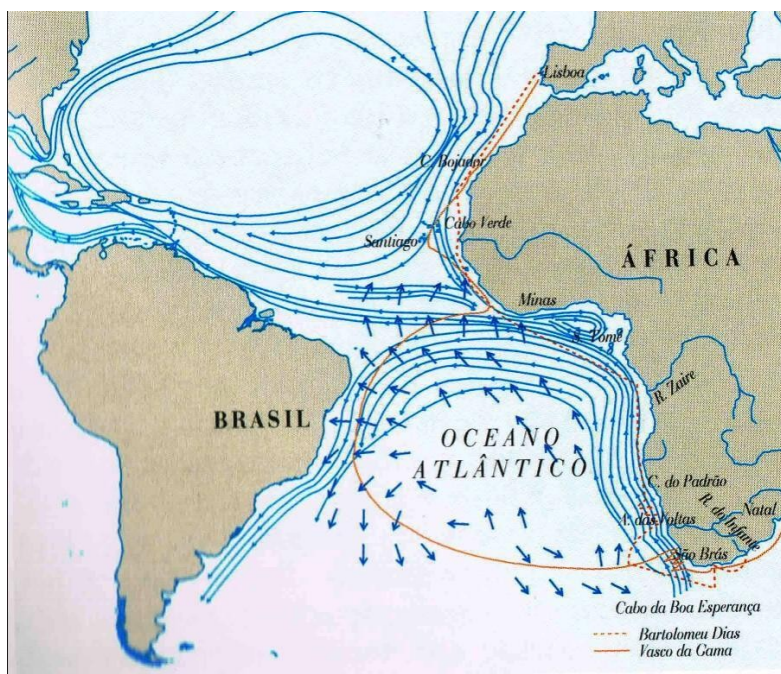 Lisboa
C. Bojador
Cabo Verde
Santiago
ÁFRICA
Minas
S. Vomé
R. Zaire
BRASIL
OCEANO
ATLÂNTICO
C. do Padrão
A. das Voltas
R. do Infante
Natal
São Brás
Cabo da Boa Esperança
Bartolomeu Dias
Vasco da Gama